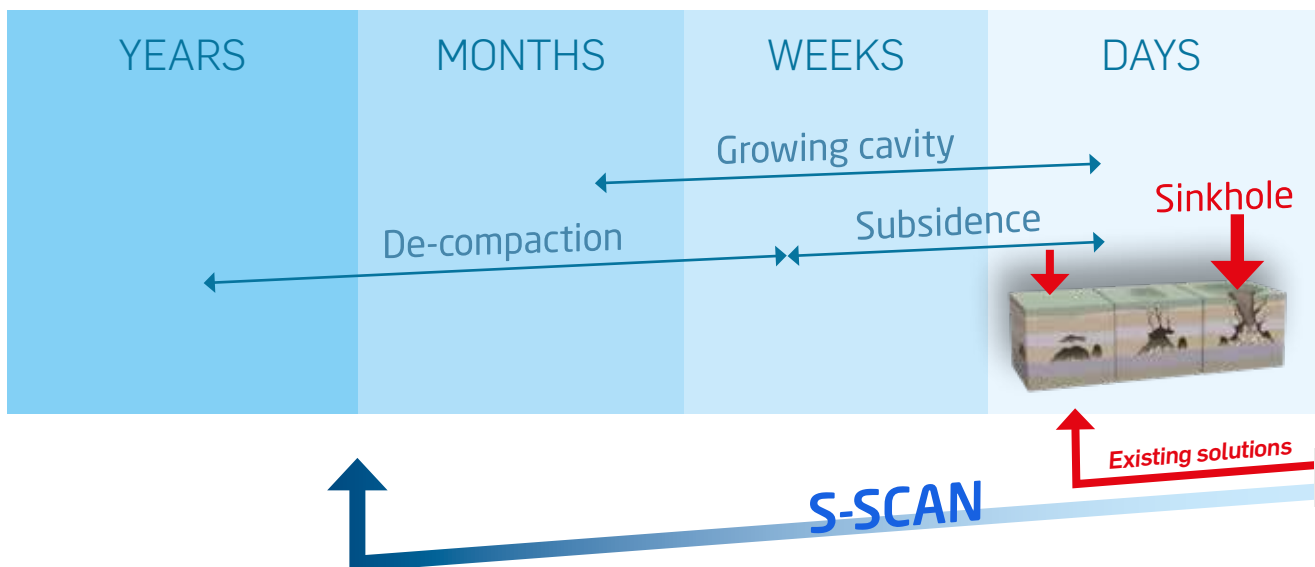 YEARS
MONTHS
WEEKS
DAYS
Growing cavity
Sinkhole
Subsidence
De-compaction
Existing solutions
S-SCAN